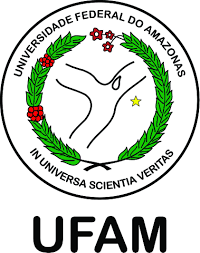 UNIVERSIDADE FEDERAL DO AMAZONAS
IN UNIVERSA SCIENTIA VERITAS
UFAM